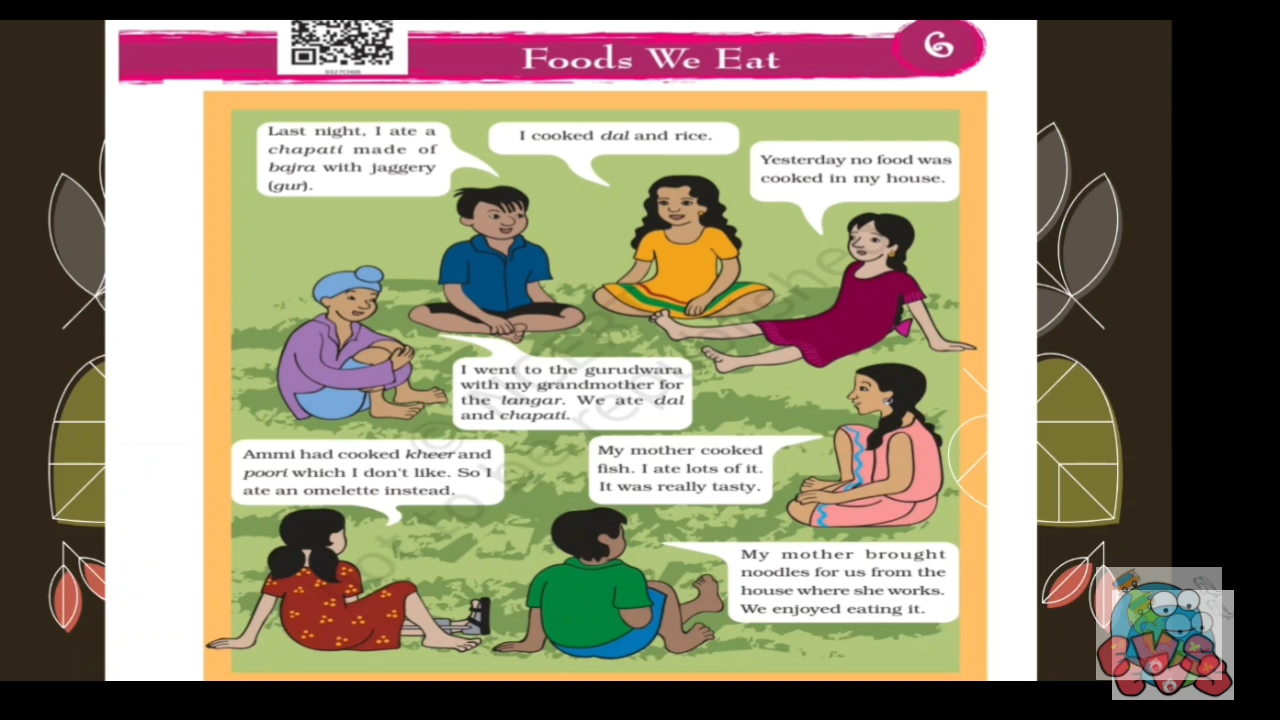 0327CH06
Foods We Eat
6
Last night, I ate a
chapati made of
bajra with jaggery
(gur).
I cooked dal and rice.
Yesterday no food was
cooked in my house.
I went to the gurudwara
with my grandmother for
the langar. We ate dal
and chapati.
Ammi had cooked kheer and
poori which I don't like. So I
ate an omelette instead.
My mother cooked
fish. I ate lots of it.
It was really tasty.
My mother brought
noodles for us from the
house where she works.
We enjoyed eating it.
EVS